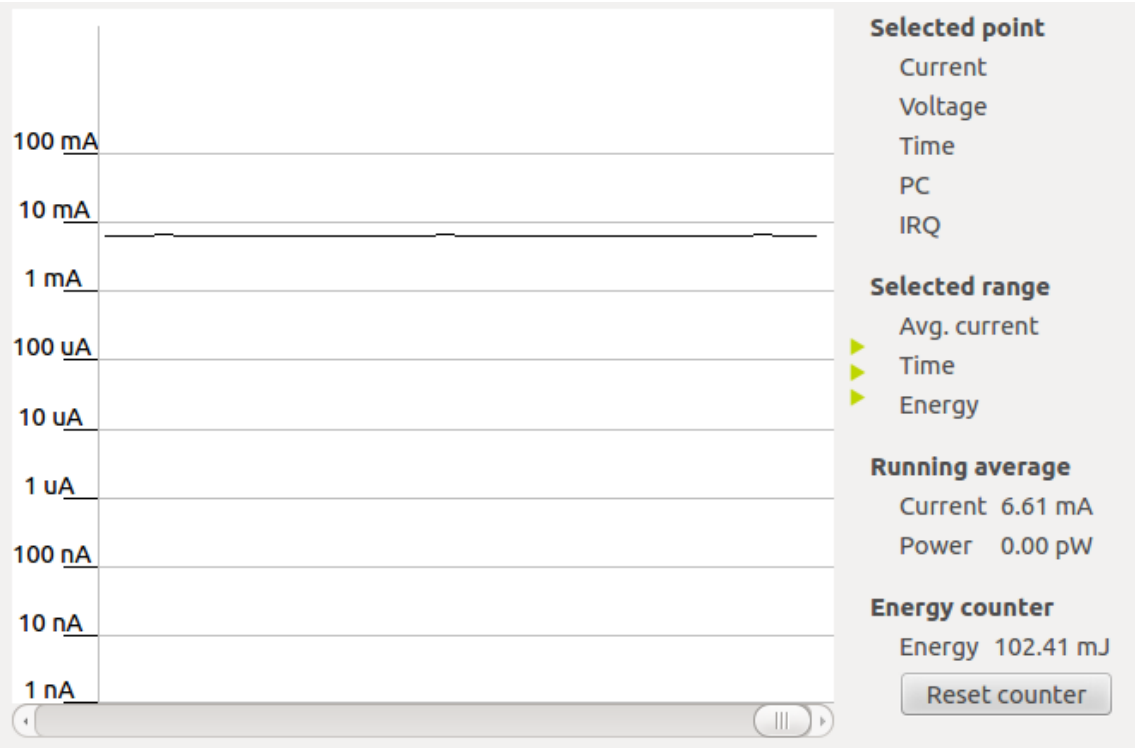 100 mA
10 mA
1 mA
100 uA
10 uA
1 uA
100 nA
10 nA
1 nA
Selected point
Current
Voltage
Time
PC
IRQ
Selected range
Avg. current
Time
Energy
Running average
Current 6.61 mA
Power 0.00 pW
Energy counter
Energy 102.41 mJ
Reset counter